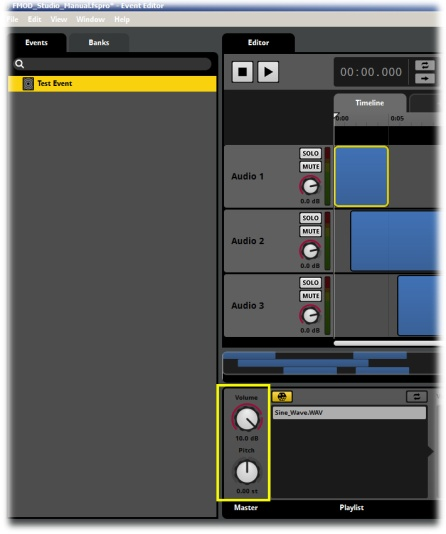 FMOD_Studio_Manual.fspro* - Event Editor
File Edit View Window Help
Events Banks Editor
00:00.000
Test Event
Timeline
0:00 0:05
Audio 1 SOLO
MUTE
0.0 dB
Audio 2 SOLO
MUTE
0.0 dB
Audio 3 SOLO
MUTE
0.0 dB
Volume
Sine_Wave.WAV
10.0 dB
Pitch
0.00 st
Master Playlist